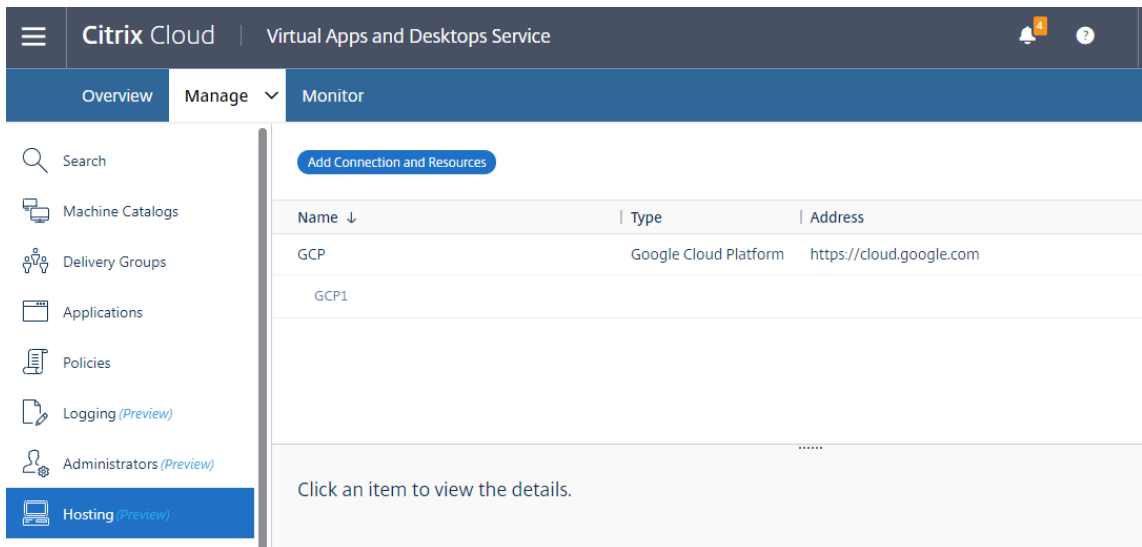 Citrix Cloud | Virtual Apps and Desktops Service 4 ?
Overview Manage Monitor
Search
Machine Catalogs
Delivery Groups
Applications
Policies
Logging (Preview)
Administrators (Preview)
Hosting (Preview)
Add Connection and Resources
Name ↓ Type Address
GCP Google Cloud Platform https://cloud.google.com
GCP1
Click an item to view the details.